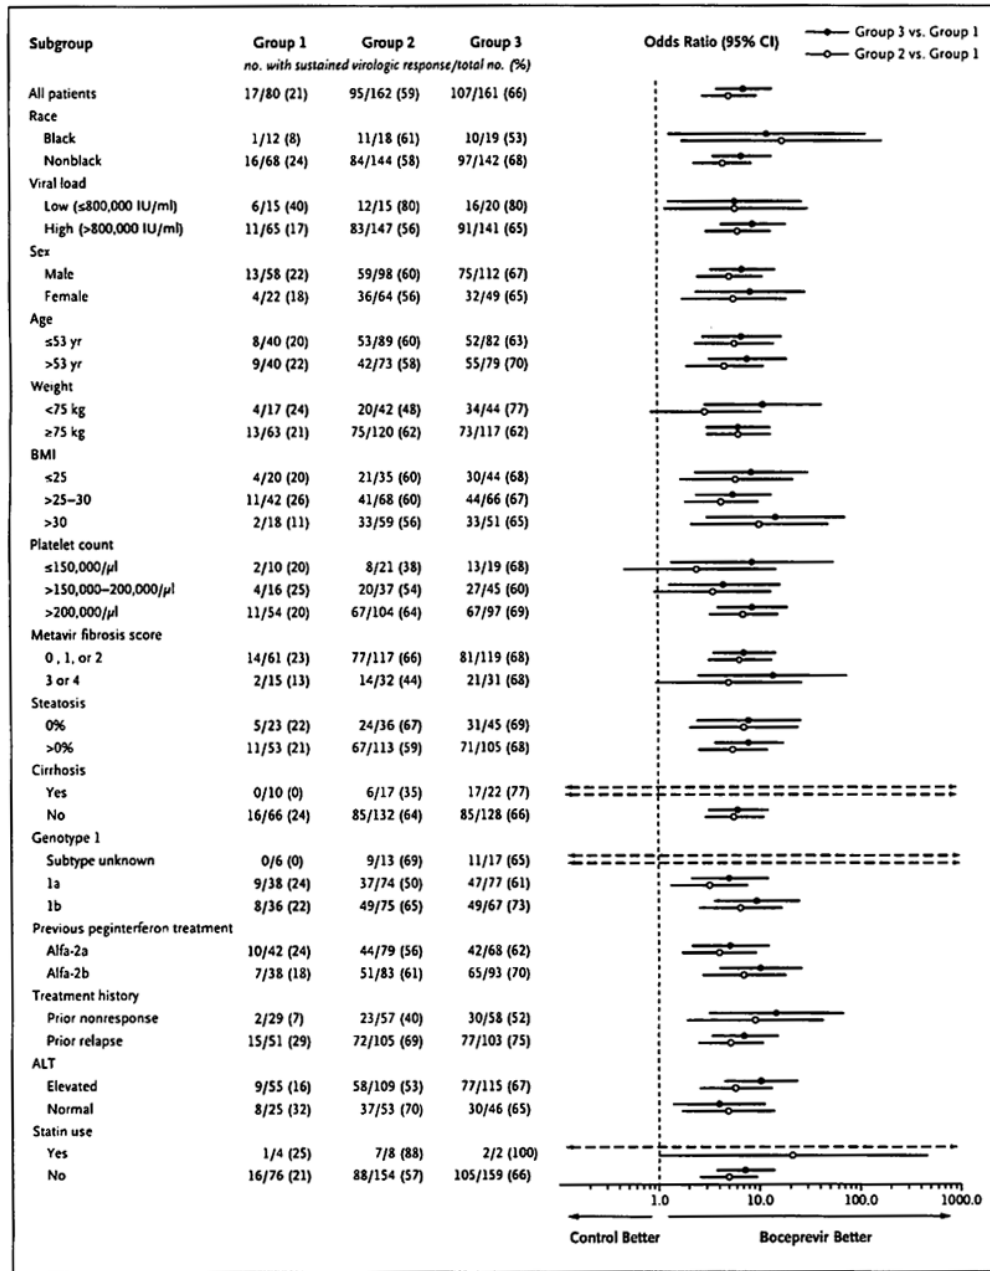 Subgroup Group 1 Group 2 Group 3 Odds Ratio (95% CI) Group 3 vs. Group 1
Group 2 vs. Group 1
no. with sustained virologic response/total no. (%)
All patients 17/80 (21) 95/162 (59) 107/161 (66)
Race
Black 1/12 (8) 11/18 (61) 10/19 (53)
Nonblack 16/68 (24) 84/144 (58) 97/142 (68)
Viral load
Low (≤800,000 IU/ml) 6/15 (40) 12/15 (80) 16/20 (80)
High (>800,000 IU/ml) 11/65 (17) 83/147 (56) 91/141 (65)
Sex
Male 13/58 (22) 59/98 (60) 75/112 (67)
Female 4/22 (18) 36/64 (56) 32/49 (65)
Age
≤53 yr 8/40 (20) 53/89 (60) 52/82 (63)
>53 yr 9/40 (22) 42/73 (58) 55/79 (70)
Weight
<75 kg 4/17 (24) 20/42 (48) 34/44 (77)
≥75 kg 13/63 (21) 75/120 (62) 73/117 (62)
BMI
≤25 4/20 (20) 21/35 (60) 30/44 (68)
>25–30 11/42 (26) 41/68 (60) 44/66 (67)
>30 2/18 (11) 33/59 (56) 33/51 (65)
Platelet count
≤150,000/μl 2/10 (20) 8/21 (38) 13/19 (68)
>150,000–200,000/μl 4/16 (25) 20/37 (54) 27/45 (60)
>200,000/μl 11/54 (20) 67/104 (64) 67/97 (69)
Metavir fibrosis score
0 , 1, or 2 14/61 (23) 77/117 (66) 81/119 (68)
3 or 4 2/15 (13) 14/32 (44) 21/31 (68)
Steatosis
0% 5/23 (22) 24/36 (67) 31/45 (69)
>0% 11/53 (21) 67/113 (59) 71/105 (68)
Cirrhosis
Yes 0/10 (0) 6/17 (35) 17/22 (77)
No 16/66 (24) 85/132 (64) 85/128 (66)
Genotype 1
Subtype unknown 0/6 (0) 9/13 (69) 11/17 (65)
1a 9/38 (24) 37/74 (50) 47/77 (61)
1b 8/36 (22) 49/75 (65) 49/67 (73)
Previous peginterferon treatment
Alfa-2a 10/42 (24) 44/79 (56) 42/68 (62)
Alfa-2b 7/38 (18) 51/83 (61) 65/93 (70)
Treatment history
Prior nonresponse 2/29 (7) 23/57 (40) 30/58 (52)
Prior relapse 15/51 (29) 72/105 (69) 77/103 (75)
ALT
Elevated 9/55 (16) 58/109 (53) 77/115 (67)
Normal 8/25 (32) 37/53 (70) 30/46 (65)
Statin use
Yes 1/4 (25) 7/8 (88) 2/2 (100)
No 16/76 (21) 88/154 (57) 105/159 (66)
1.0 10.0 100.0 1000.0
Control Better Boceprevir Better